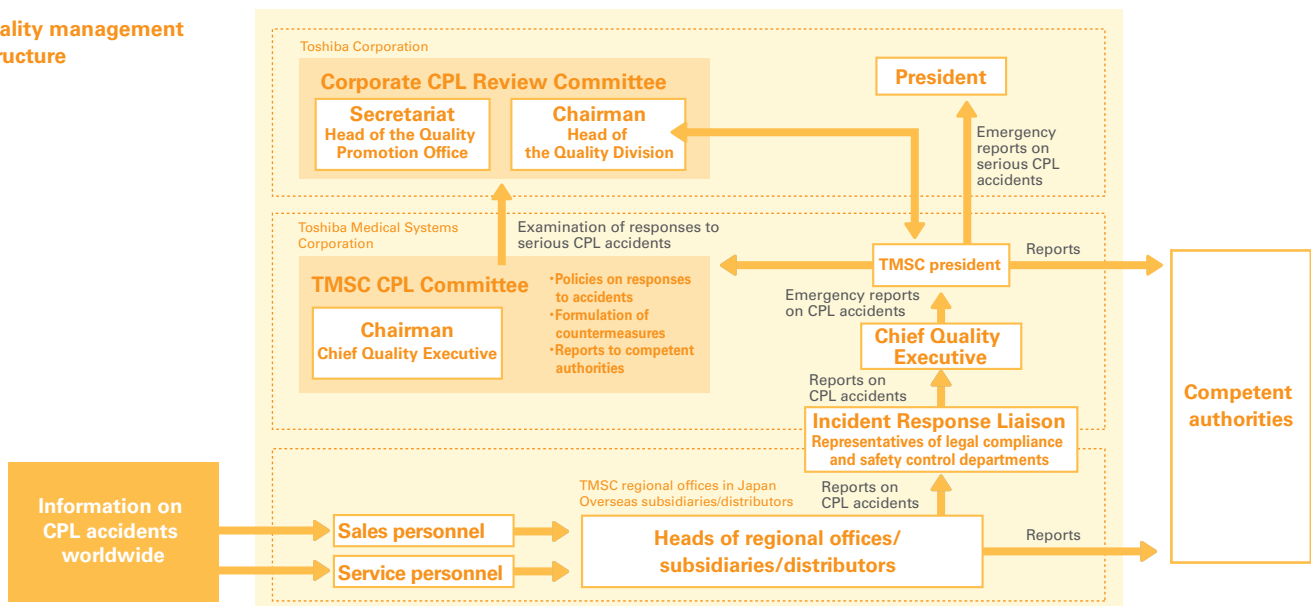 ality management
ructure
Toshiba Corporation
Corporate CPL Review Committee
Secretariat
Head of the Quality
Promotion Office
Chairman
Head of
the Quality Division
President
Emergency
reports on
serious CPL
accidents
Toshiba Medical Systems
Corporation
Examination of responses to
serious CPL accidents
TMSC CPL Committee
Chairman
Chief Quality Executive
・Policies on responses
to accidents
・Formulation of
countermeasures
・Reports to competent
authorities
TMSC president
Reports
Emergency reports
on CPL accidents
Chief Quality
Executive
Reports on
CPL accidents
Incident Response Liaison
Representatives of legal compliance
and safety control departments
Competent
authorities
Information on
CPL accidents
worldwide
Sales personnel
Service personnel
TMSC regional offices in Japan
Overseas subsidiaries/distributors
Reports on
CPL accidents
Heads of regional offices/
subsidiaries/distributors
Reports